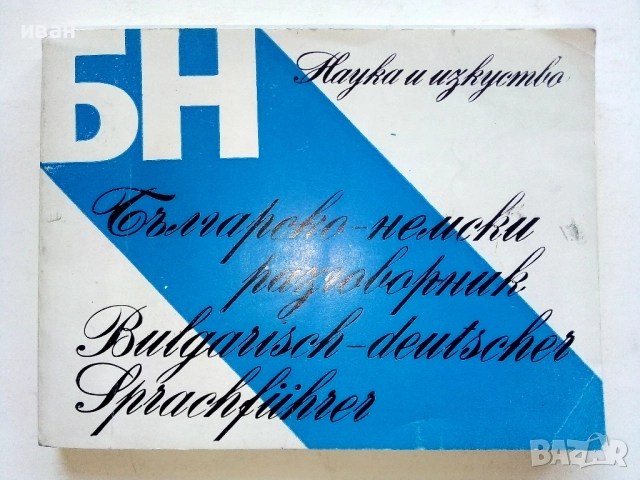 иван
БН
Наука и изкуство
Българско-немски
разговорник
Bulgarisch-deutscher
Sprachführer
BAZAR